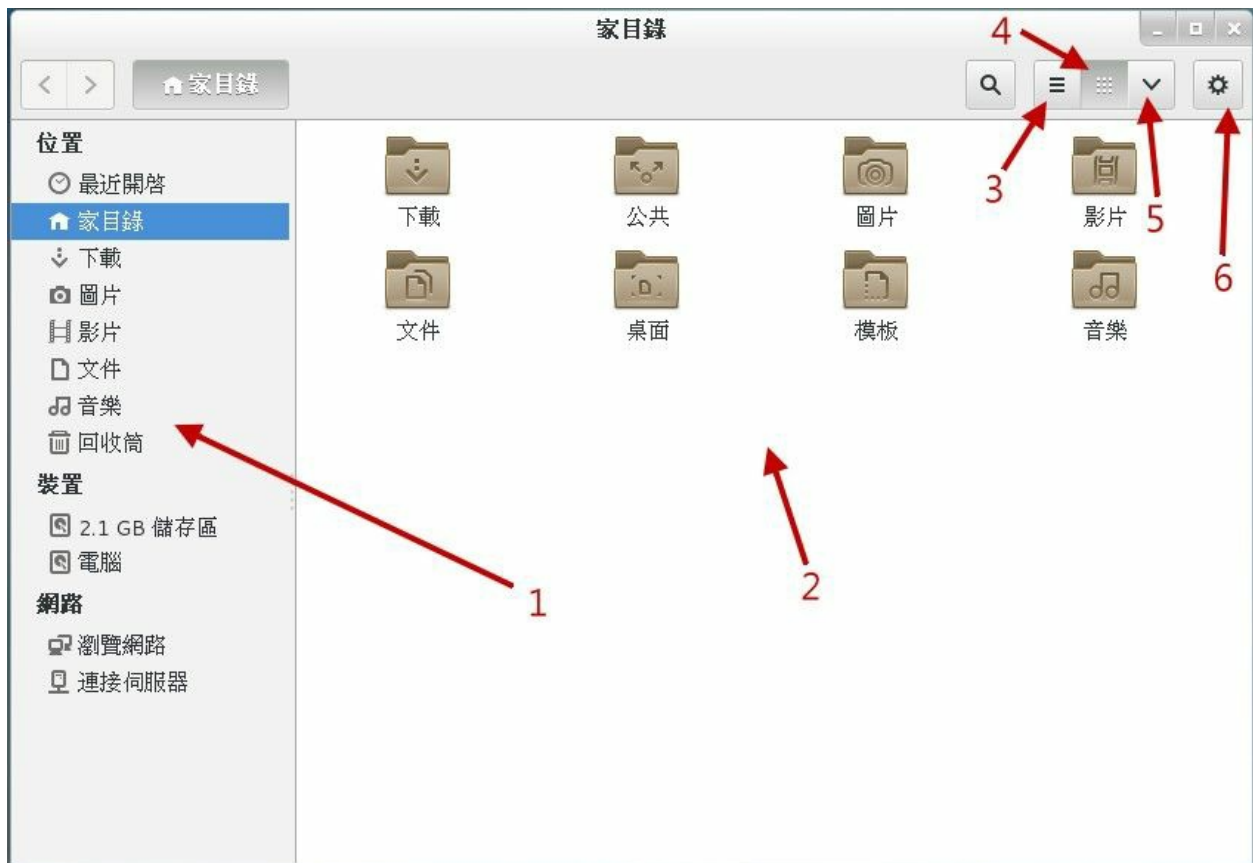 家目錄
4
家目錄
位置
最近開啓
家目錄
下載
圖片
影片
文件
音樂
回收筒
裝置
2.1 GB 儲存區
電腦
網路
瀏覽網路
連接伺服器
下載
公共
圖片
影片
文件
桌面
模板
音樂
3
5
6
1
2